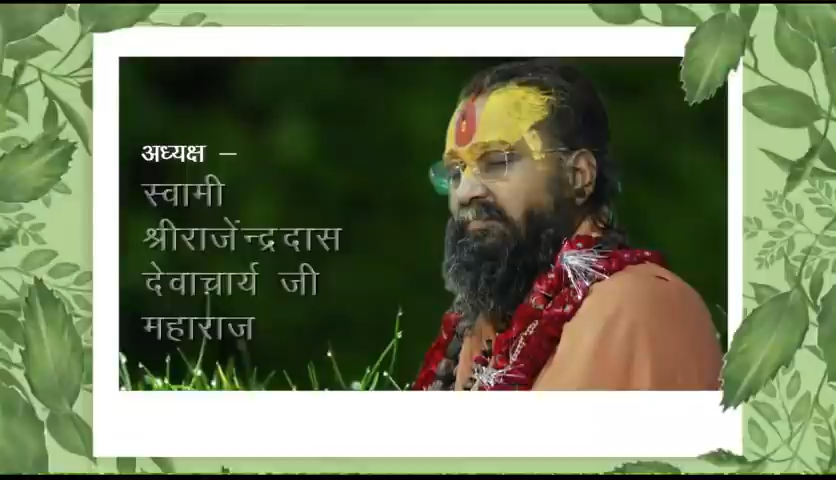 अध्यक्ष –
स्वामी
श्रीराजेंन्द्रदास
देवाचार्य जी
महाराज